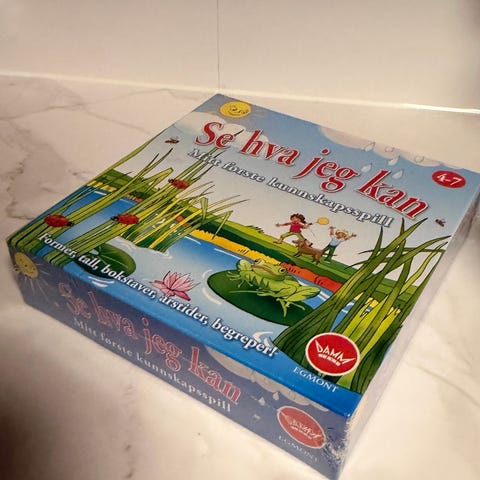 Se hva jeg kan
Mitt første kunnskapsspill
4-7
Former, tall, bokstaver, årstider, begreper!
DAMM
EGMONT
Se hva jeg kan
Mitt første kunnskapsspill
EGMONT